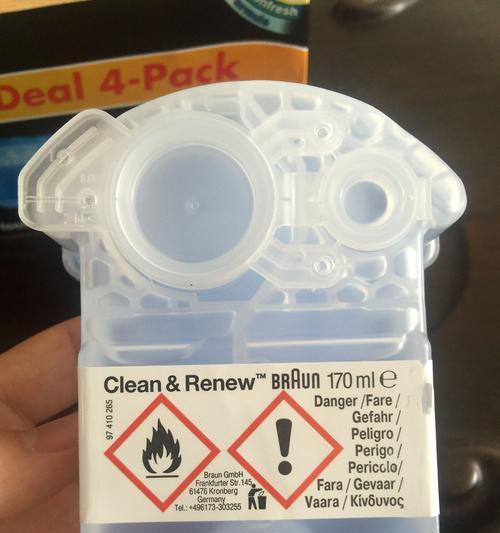 Deal 4-Pack
Clean & Renew™ BRAUN 170 ml ℮
97 410 265
Danger /Fare /
Gefahr /
Peligro /
Perigo /
Pericolo/
Fara / Gevaar /
Vaara / Κίνδυνος
Braun GmbH
Frankfurter Str.145
61476 Kronberg
Germany
Tel.: +496173-303255